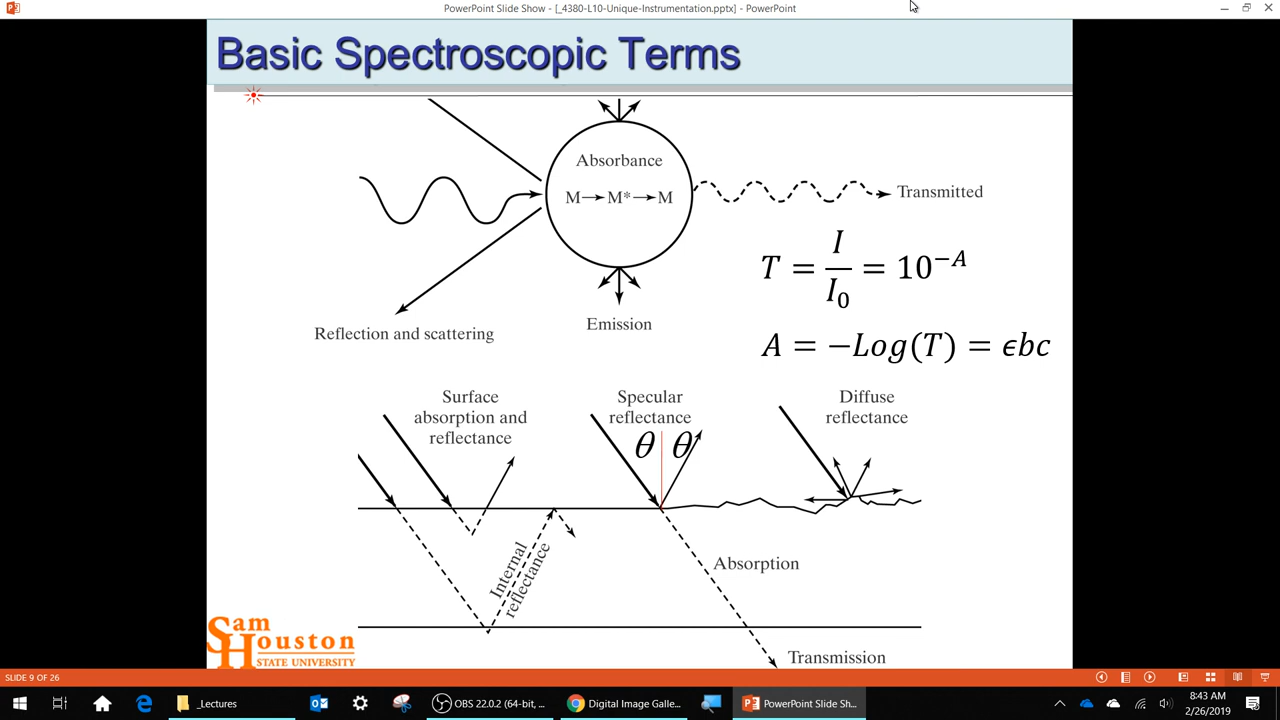 PowerPoint Slide Show - [_4380-L10-Unique-Instrumentation.pptx] - PowerPoint
Basic Spectroscopic Terms
Absorbance
M→M*→M
Transmitted
T = I/I₀ = 10⁻ᴬ
Emission
Reflection and scattering
A = −Log(T) = ϵbc
Surface
absorption and
reflectance
Specular
reflectance
θ θ
Diffuse
reflectance
Internal
reflectance
Absorption
Transmission
Sam
Houston
STATE UNIVERSITY
SLIDE 9 OF 26
_Lectures
OBS 22.0.2 (64-bit, ...
Digital Image Galle...
PowerPoint Slide Sh...
8:43 AM
2/26/2019